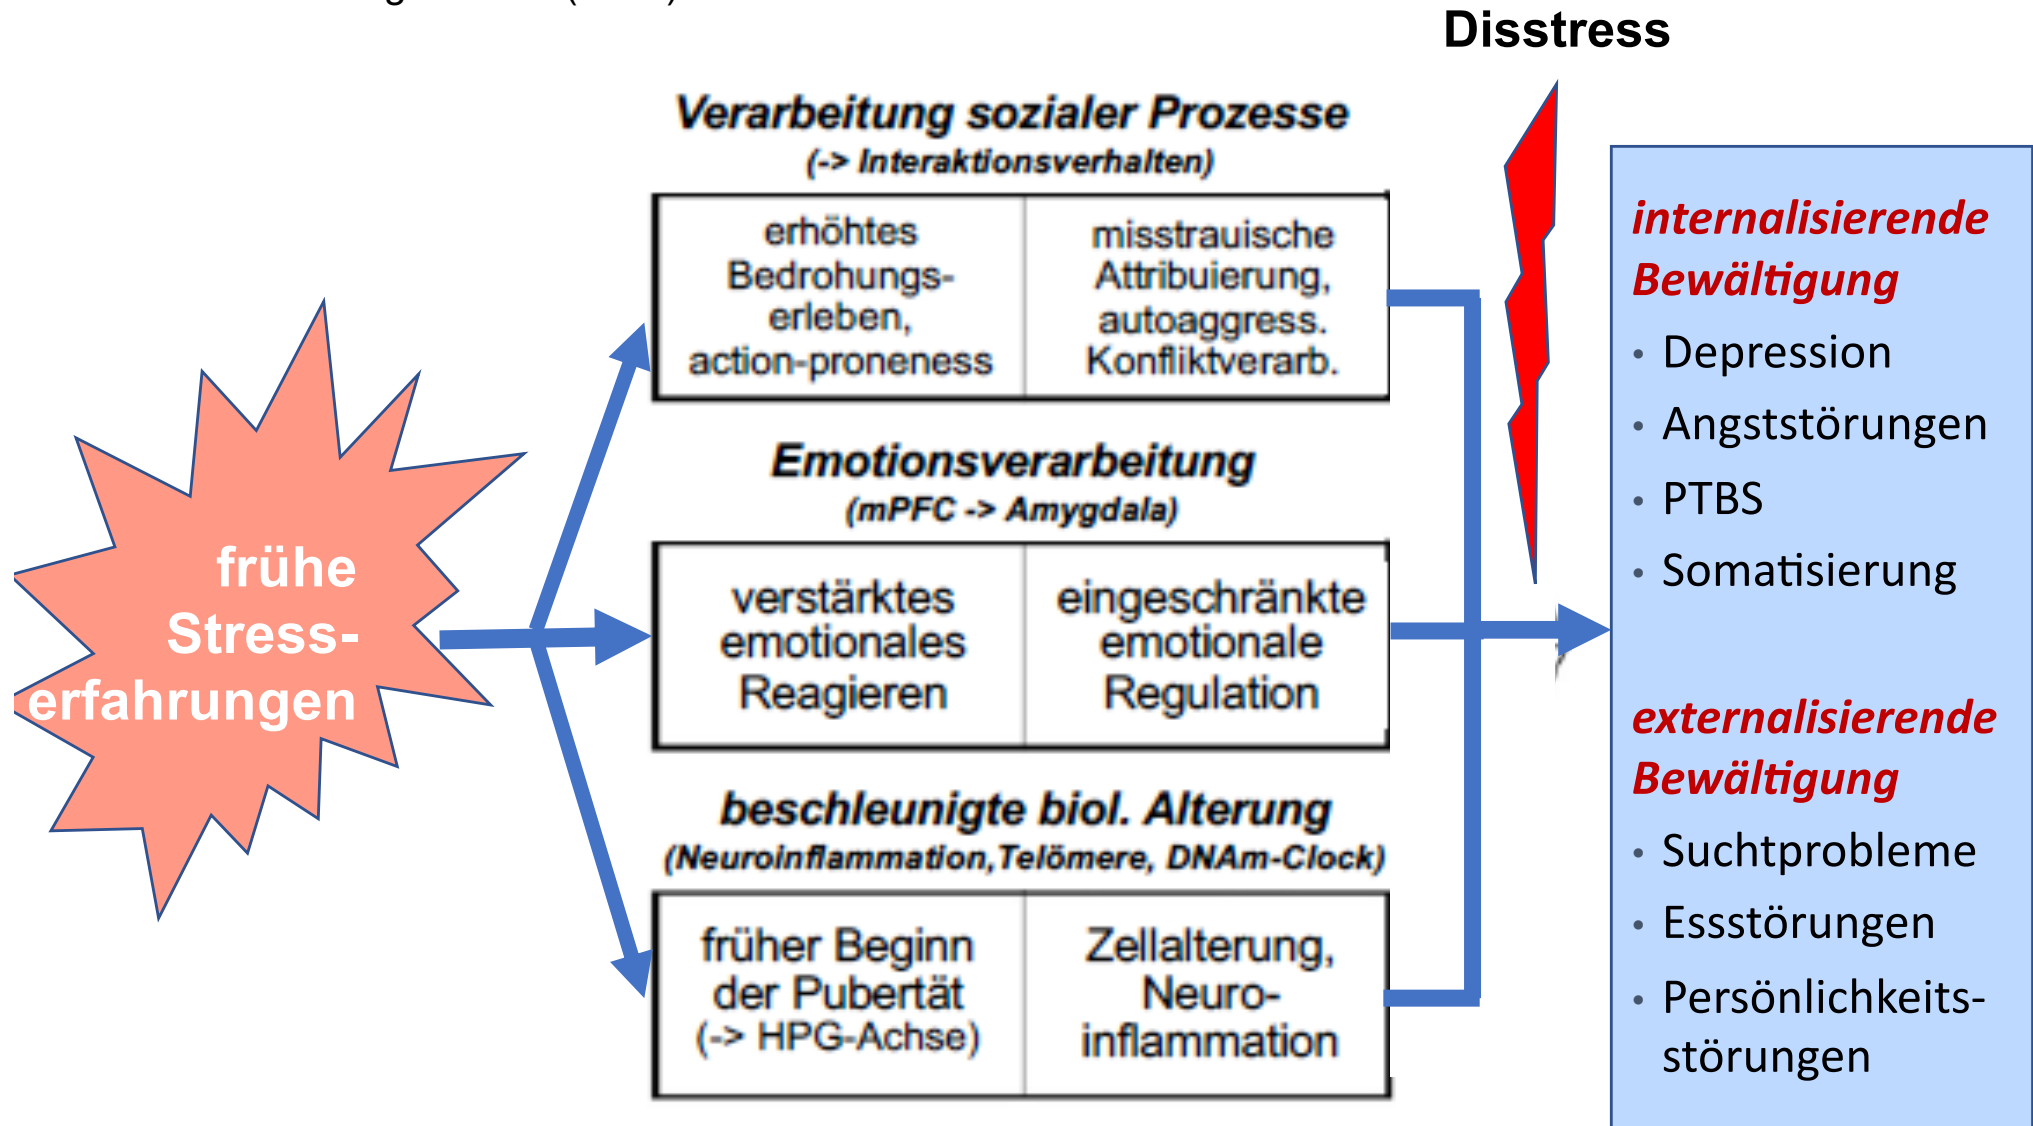 Disstress
Verarbeitung sozialer Prozesse
(-> Interaktionsverhalten)
erhöhtes
Bedrohungs-
erleben,
action-proneness
misstrauische
Attribuierung,
autoaggress.
Konfliktverarb.
Emotionsverarbeitung
(mPFC -> Amygdala)
verstärktes
emotionales
Reagieren
eingeschränkte
emotionale
Regulation
beschleunigte biol. Alterung
(Neuroinflammation, Telömere, DNAm-Clock)
früher Beginn
der Pubertät
(-> HPG-Achse)
Zellalterung,
Neuro-
inflammation
frühe
Stress-
erfahrungen
internalisierende
Bewältigung
• Depression
• Angststörungen
• PTBS
• Somatisierung
externalisierende
Bewältigung
• Suchtprobleme
• Essstörungen
• Persönlichkeits-
störungen